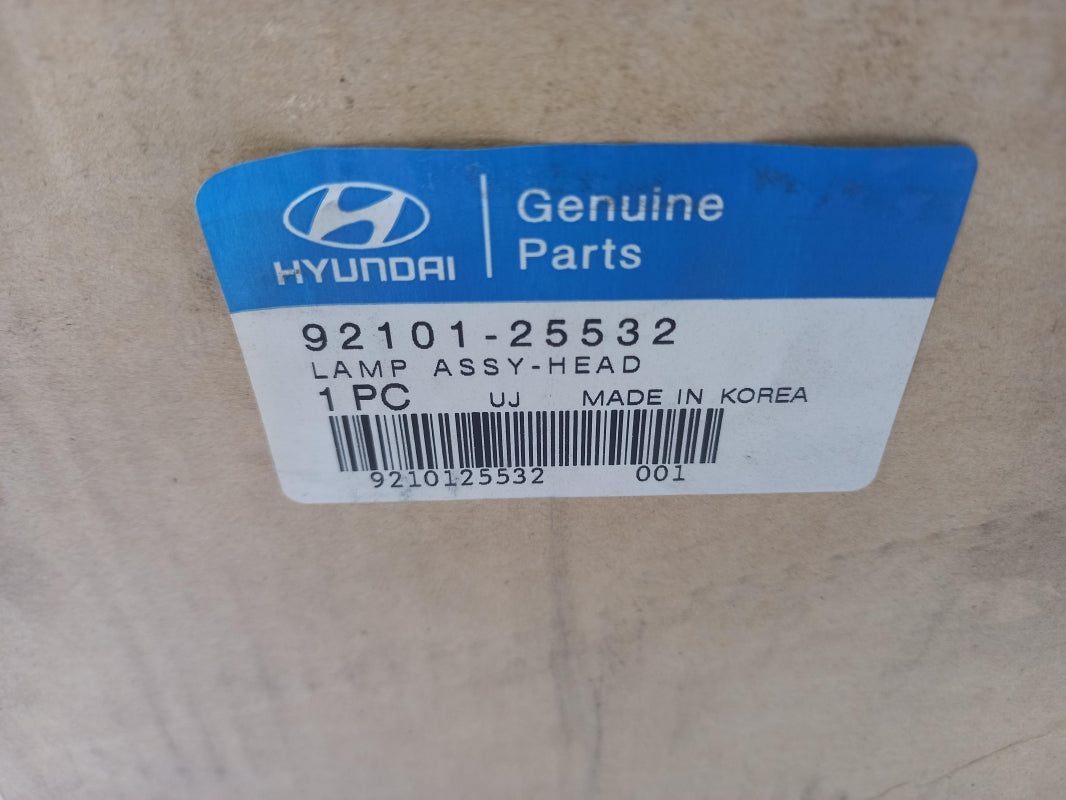 HYUNDAI
Genuine
Parts
92101-25532
LAMP ASSY-HEAD
1 PC UJ MADE IN KOREA
9210125532 001